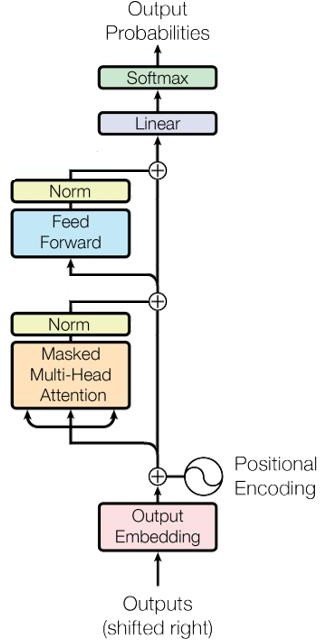 Output
Probabilities
Softmax
Linear
Norm
Feed
Forward
Norm
Masked
Multi-Head
Attention
Positional
Encoding
Output
Embedding
Outputs
(shifted right)